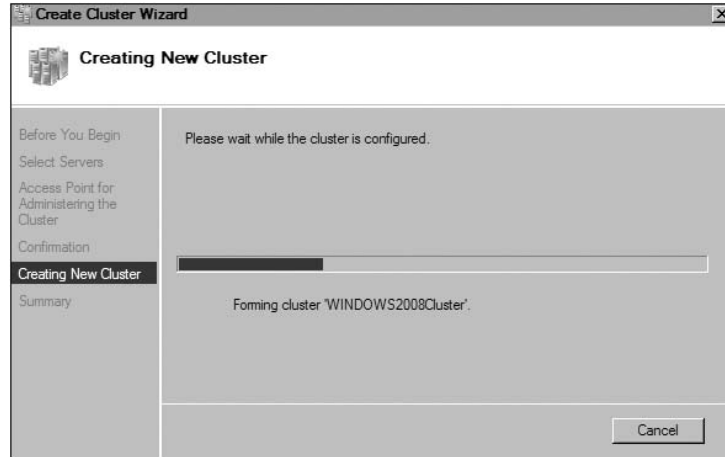 Create Cluster Wizard
Creating New Cluster
Before You Begin
Select Servers
Access Point for
Administering the
Cluster
Confirmation
Creating New Cluster
Summary
Please wait while the cluster is configured.
Forming cluster 'WINDOWS2008Cluster'.
Cancel